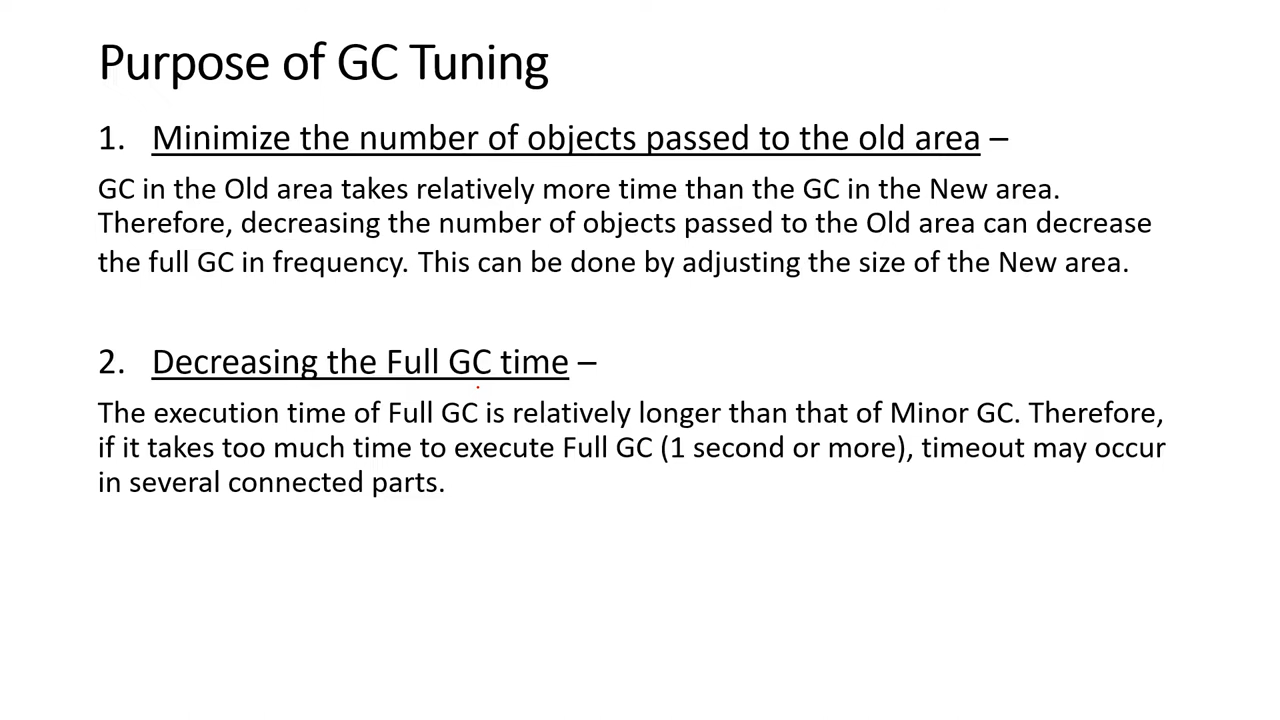 Purpose of GC Tuning
1. Minimize the number of objects passed to the old area –
GC in the Old area takes relatively more time than the GC in the New area.
Therefore, decreasing the number of objects passed to the Old area can decrease
the full GC in frequency. This can be done by adjusting the size of the New area.
2. Decreasing the Full GC time –
The execution time of Full GC is relatively longer than that of Minor GC. Therefore,
if it takes too much time to execute Full GC (1 second or more), timeout may occur
in several connected parts.